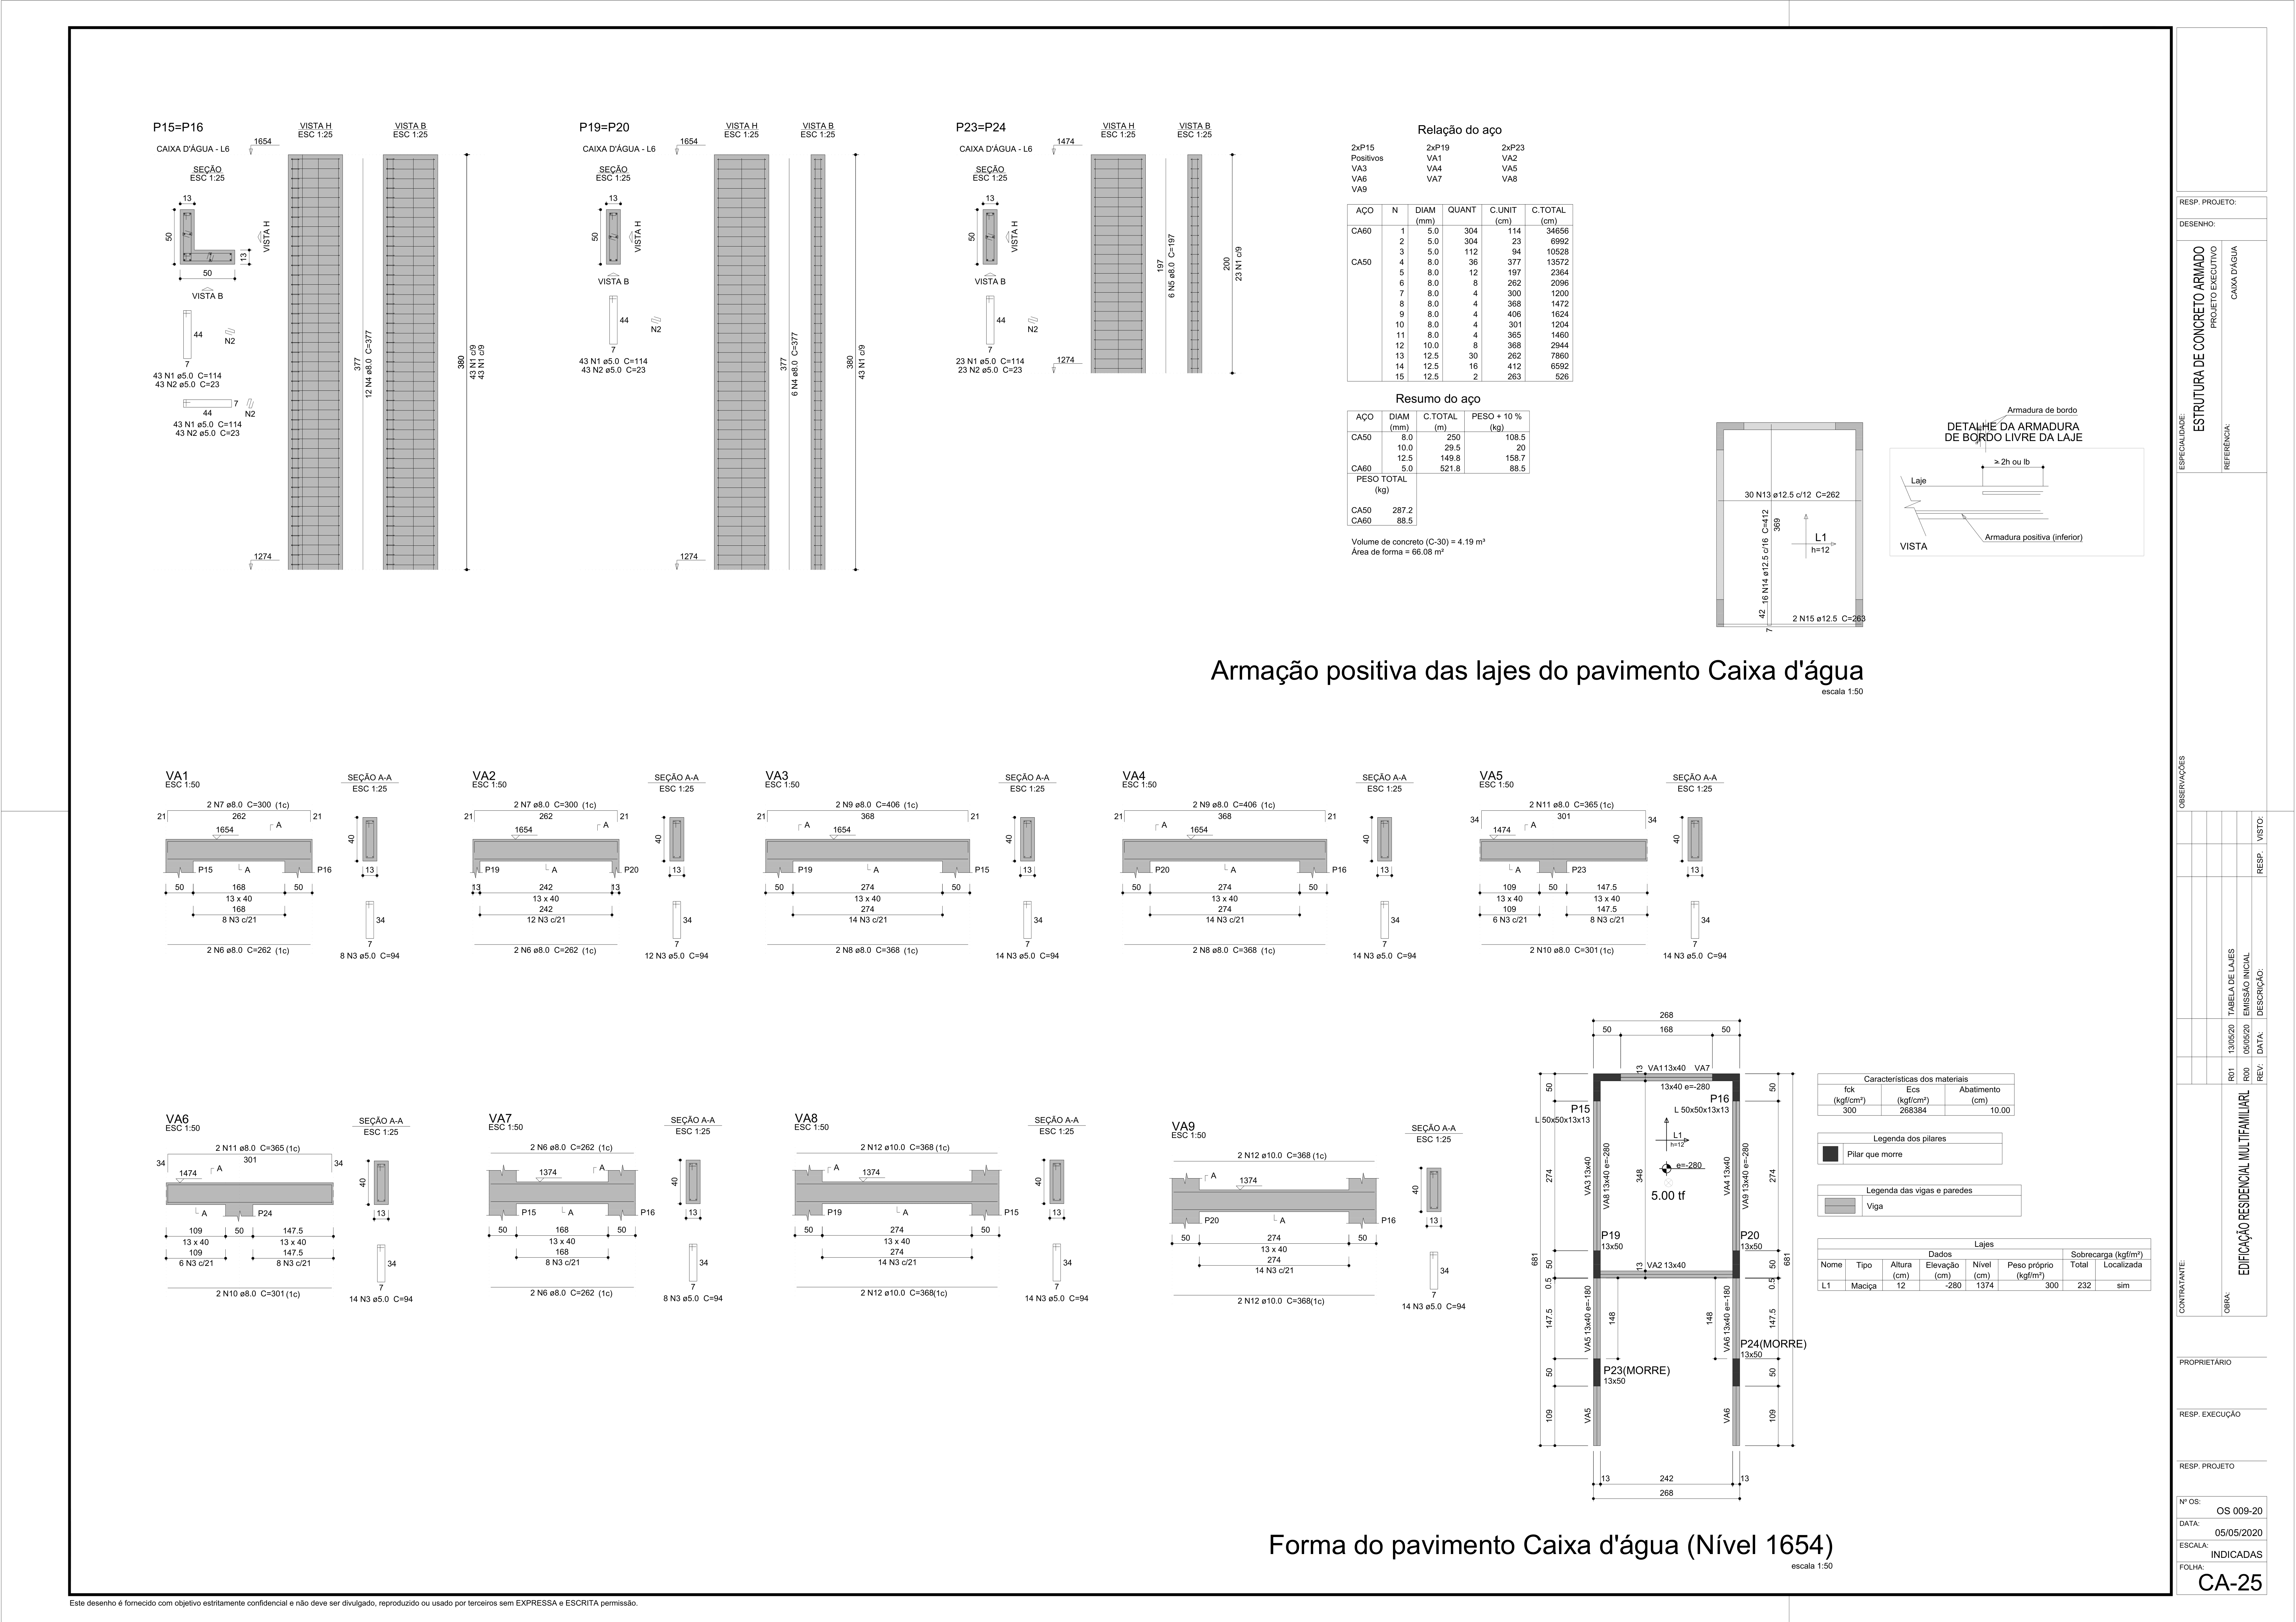 P15=P16
CAIXA D'ÁGUA - L6
SEÇÃO
ESC 1:25
13
50
13
50
VISTA H
VISTA B
44
7
N2
43 N1 ø5.0 C=114
43 N2 ø5.0 C=23
7
44
N2
43 N1 ø5.0 C=114
43 N2 ø5.0 C=23
VISTA H
ESC 1:25
VISTA B
ESC 1:25
1654
1274
377
12 N4 ø8.0 C=377
380
43 N1 c/9
43 N1 c/9
P19=P20
CAIXA D'ÁGUA - L6
SEÇÃO
ESC 1:25
13
50
VISTA H
VISTA B
44
7
N2
43 N1 ø5.0 C=114
43 N2 ø5.0 C=23
VISTA H
ESC 1:25
VISTA B
ESC 1:25
1654
1274
377
6 N4 ø8.0 C=377
380
43 N1 c/9
P23=P24
CAIXA D'ÁGUA - L6
SEÇÃO
ESC 1:25
13
50
VISTA H
VISTA B
44
7
N2
23 N1 ø5.0 C=114
23 N2 ø5.0 C=23
VISTA H
ESC 1:25
VISTA B
ESC 1:25
1474
1274
197
6 N5 ø8.0 C=197
200
23 N1 c/9
Relação do aço
2xP15 2xP19 2xP23
Positivos VA1 VA2
VA3 VA4 VA5
VA6 VA7 VA8
VA9
AÇO N DIAM QUANT C.UNIT C.TOTAL
(mm) (cm) (cm)
CA60 1 5.0 304 114 34656
2 5.0 304 23 6992
3 5.0 112 94 10528
CA50 4 8.0 36 377 13572
5 8.0 12 197 2364
6 8.0 8 262 2096
7 8.0 4 300 1200
8 8.0 4 368 1472
9 8.0 4 406 1624
10 8.0 4 301 1204
11 8.0 4 365 1460
12 10.0 8 368 2944
13 12.5 30 262 7860
14 12.5 16 412 6592
15 12.5 2 263 526
Resumo do aço
AÇO DIAM C.TOTAL PESO + 10 %
(mm) (m) (kg)
CA50 8.0 250 108.5
10.0 29.5 20
12.5 149.8 158.7
CA60 5.0 521.8 88.5
PESO TOTAL
(kg)
CA50 287.2
CA60 88.5
Volume de concreto (C-30) = 4.19 m³
Área de forma = 66.08 m²
30 N13 ø12.5 c/12 C=262
16 N14 ø12.5 c/16 C=412
369
42
7
L1
h=12
2 N15 ø12.5 C=263
Armadura de bordo
DETALHE DA ARMADURA
DE BORDO LIVRE DA LAJE
≥2h ou lb
Laje
Armadura positiva (inferior)
VISTA
Armação positiva das lajes do pavimento Caixa d'água
escala 1:50
VA1
ESC 1:50
SEÇÃO A-A
ESC 1:25
2 N7 ø8.0 C=300 (1c)
21 262 21
1654
A
40
P15 A P16
13
50 168 50
13 x 40
168
8 N3 c/21
34
7
2 N6 ø8.0 C=262 (1c)
8 N3 ø5.0 C=94
VA2
ESC 1:50
SEÇÃO A-A
ESC 1:25
2 N7 ø8.0 C=300 (1c)
21 262 21
1654
A
40
P19 A P20
13
13 242 13
13 x 40
242
12 N3 c/21
34
7
2 N6 ø8.0 C=262 (1c)
12 N3 ø5.0 C=94
VA3
ESC 1:50
SEÇÃO A-A
ESC 1:25
2 N9 ø8.0 C=406 (1c)
21 368 21
A
1654
40
P19 A P15
13
50 274 50
13 x 40
274
14 N3 c/21
34
7
2 N8 ø8.0 C=368 (1c)
14 N3 ø5.0 C=94
VA4
ESC 1:50
SEÇÃO A-A
ESC 1:25
2 N9 ø8.0 C=406 (1c)
21 368 21
A
1654
40
P20 A P16
13
50 274 50
13 x 40
274
14 N3 c/21
34
7
2 N8 ø8.0 C=368 (1c)
14 N3 ø5.0 C=94
VA5
ESC 1:50
SEÇÃO A-A
ESC 1:25
2 N11 ø8.0 C=365 (1c)
34 301 34
1474
A
40
A P23
13
109 50 147.5
13 x 40 13 x 40
109 147.5
6 N3 c/21 8 N3 c/21
34
7
2 N10 ø8.0 C=301 (1c)
14 N3 ø5.0 C=94
VA6
ESC 1:50
SEÇÃO A-A
ESC 1:25
2 N11 ø8.0 C=365 (1c)
34 301 34
1474
A
40
A P24
13
109 50 147.5
13 x 40 13 x 40
109 147.5
6 N3 c/21 8 N3 c/21
34
7
2 N10 ø8.0 C=301 (1c)
14 N3 ø5.0 C=94
VA7
ESC 1:50
SEÇÃO A-A
ESC 1:25
2 N6 ø8.0 C=262 (1c)
1374
A
40
P15 A P16
13
50 168 50
13 x 40
168
8 N3 c/21
34
7
2 N6 ø8.0 C=262 (1c)
8 N3 ø5.0 C=94
VA8
ESC 1:50
SEÇÃO A-A
ESC 1:25
2 N12 ø10.0 C=368 (1c)
A
1374
40
P19 A P15
13
50 274 50
13 x 40
274
14 N3 c/21
34
7
2 N12 ø10.0 C=368(1c)
14 N3 ø5.0 C=94
VA9
ESC 1:50
SEÇÃO A-A
ESC 1:25
2 N12 ø10.0 C=368 (1c)
A
1374
40
P20 A P16
13
50 274 50
13 x 40
274
14 N3 c/21
34
7
2 N12 ø10.0 C=368(1c)
14 N3 ø5.0 C=94
268
50 168 50
13
VA1 13x40 VA7
13x40 e=-280
P15
L 50x50x13x13
P16
L 50x50x13x13
50
274
50
0.5
147.5
50
109
681
VA3 13x40
VA8 13x40 e=-280
348
L1
h=12
e=-280
5.00 tf
VA4 13x40
VA9 13x40 e=-280
P19
13x50
P20
13x50
13
VA2 13x40
VA5 13x40 e=-180
148
148
VA6 13x40 e=-180
P23(MORRE)
13x50
P24(MORRE)
13x50
VA5
VA6
50
274
50
0.5
147.5
50
109
681
13 242 13
268
Forma do pavimento Caixa d'água (Nível 1654)
escala 1:50
Características dos materiais
fck Ecs Abatimento
(kgf/cm²) (kgf/cm²) (cm)
300 268384 10.00
Legenda dos pilares
Pilar que morre
Legenda das vigas e paredes
Viga
Lajes
Dados Sobrecarga (kgf/m²)
Nome Tipo Altura Elevação Nível Peso próprio Total Localizada
(cm) (cm) (cm) (kgf/m²)
L1 Maciça 12 -280 1374 300 232 sim
RESP. PROJETO:
DESENHO:
ESPECIALIDADE:
ESTRUTURA DE CONCRETO ARMADO
PROJETO EXECUTIVO
REFERÊNCIA:
CAIXA D'ÁGUA
OBSERVAÇÕES
R01 13/05/20 TABELA DE LAJES
R00 05/05/20 EMISSÃO INICIAL
REV: DATA: DESCRIÇÃO: RESP. VISTO:
CONTRATANTE:
OBRA:
EDIFICAÇÃO RESIDENCIAL MULTIFAMILIARL
PROPRIETÁRIO
RESP. EXECUÇÃO
RESP. PROJETO
Nº OS:
OS 009-20
DATA:
05/05/2020
ESCALA:
INDICADAS
FOLHA:
CA-25
Este desenho é fornecido com objetivo estritamente confidencial e não deve ser divulgado, reproduzido ou usado por terceiros sem EXPRESSA e ESCRITA permissão.